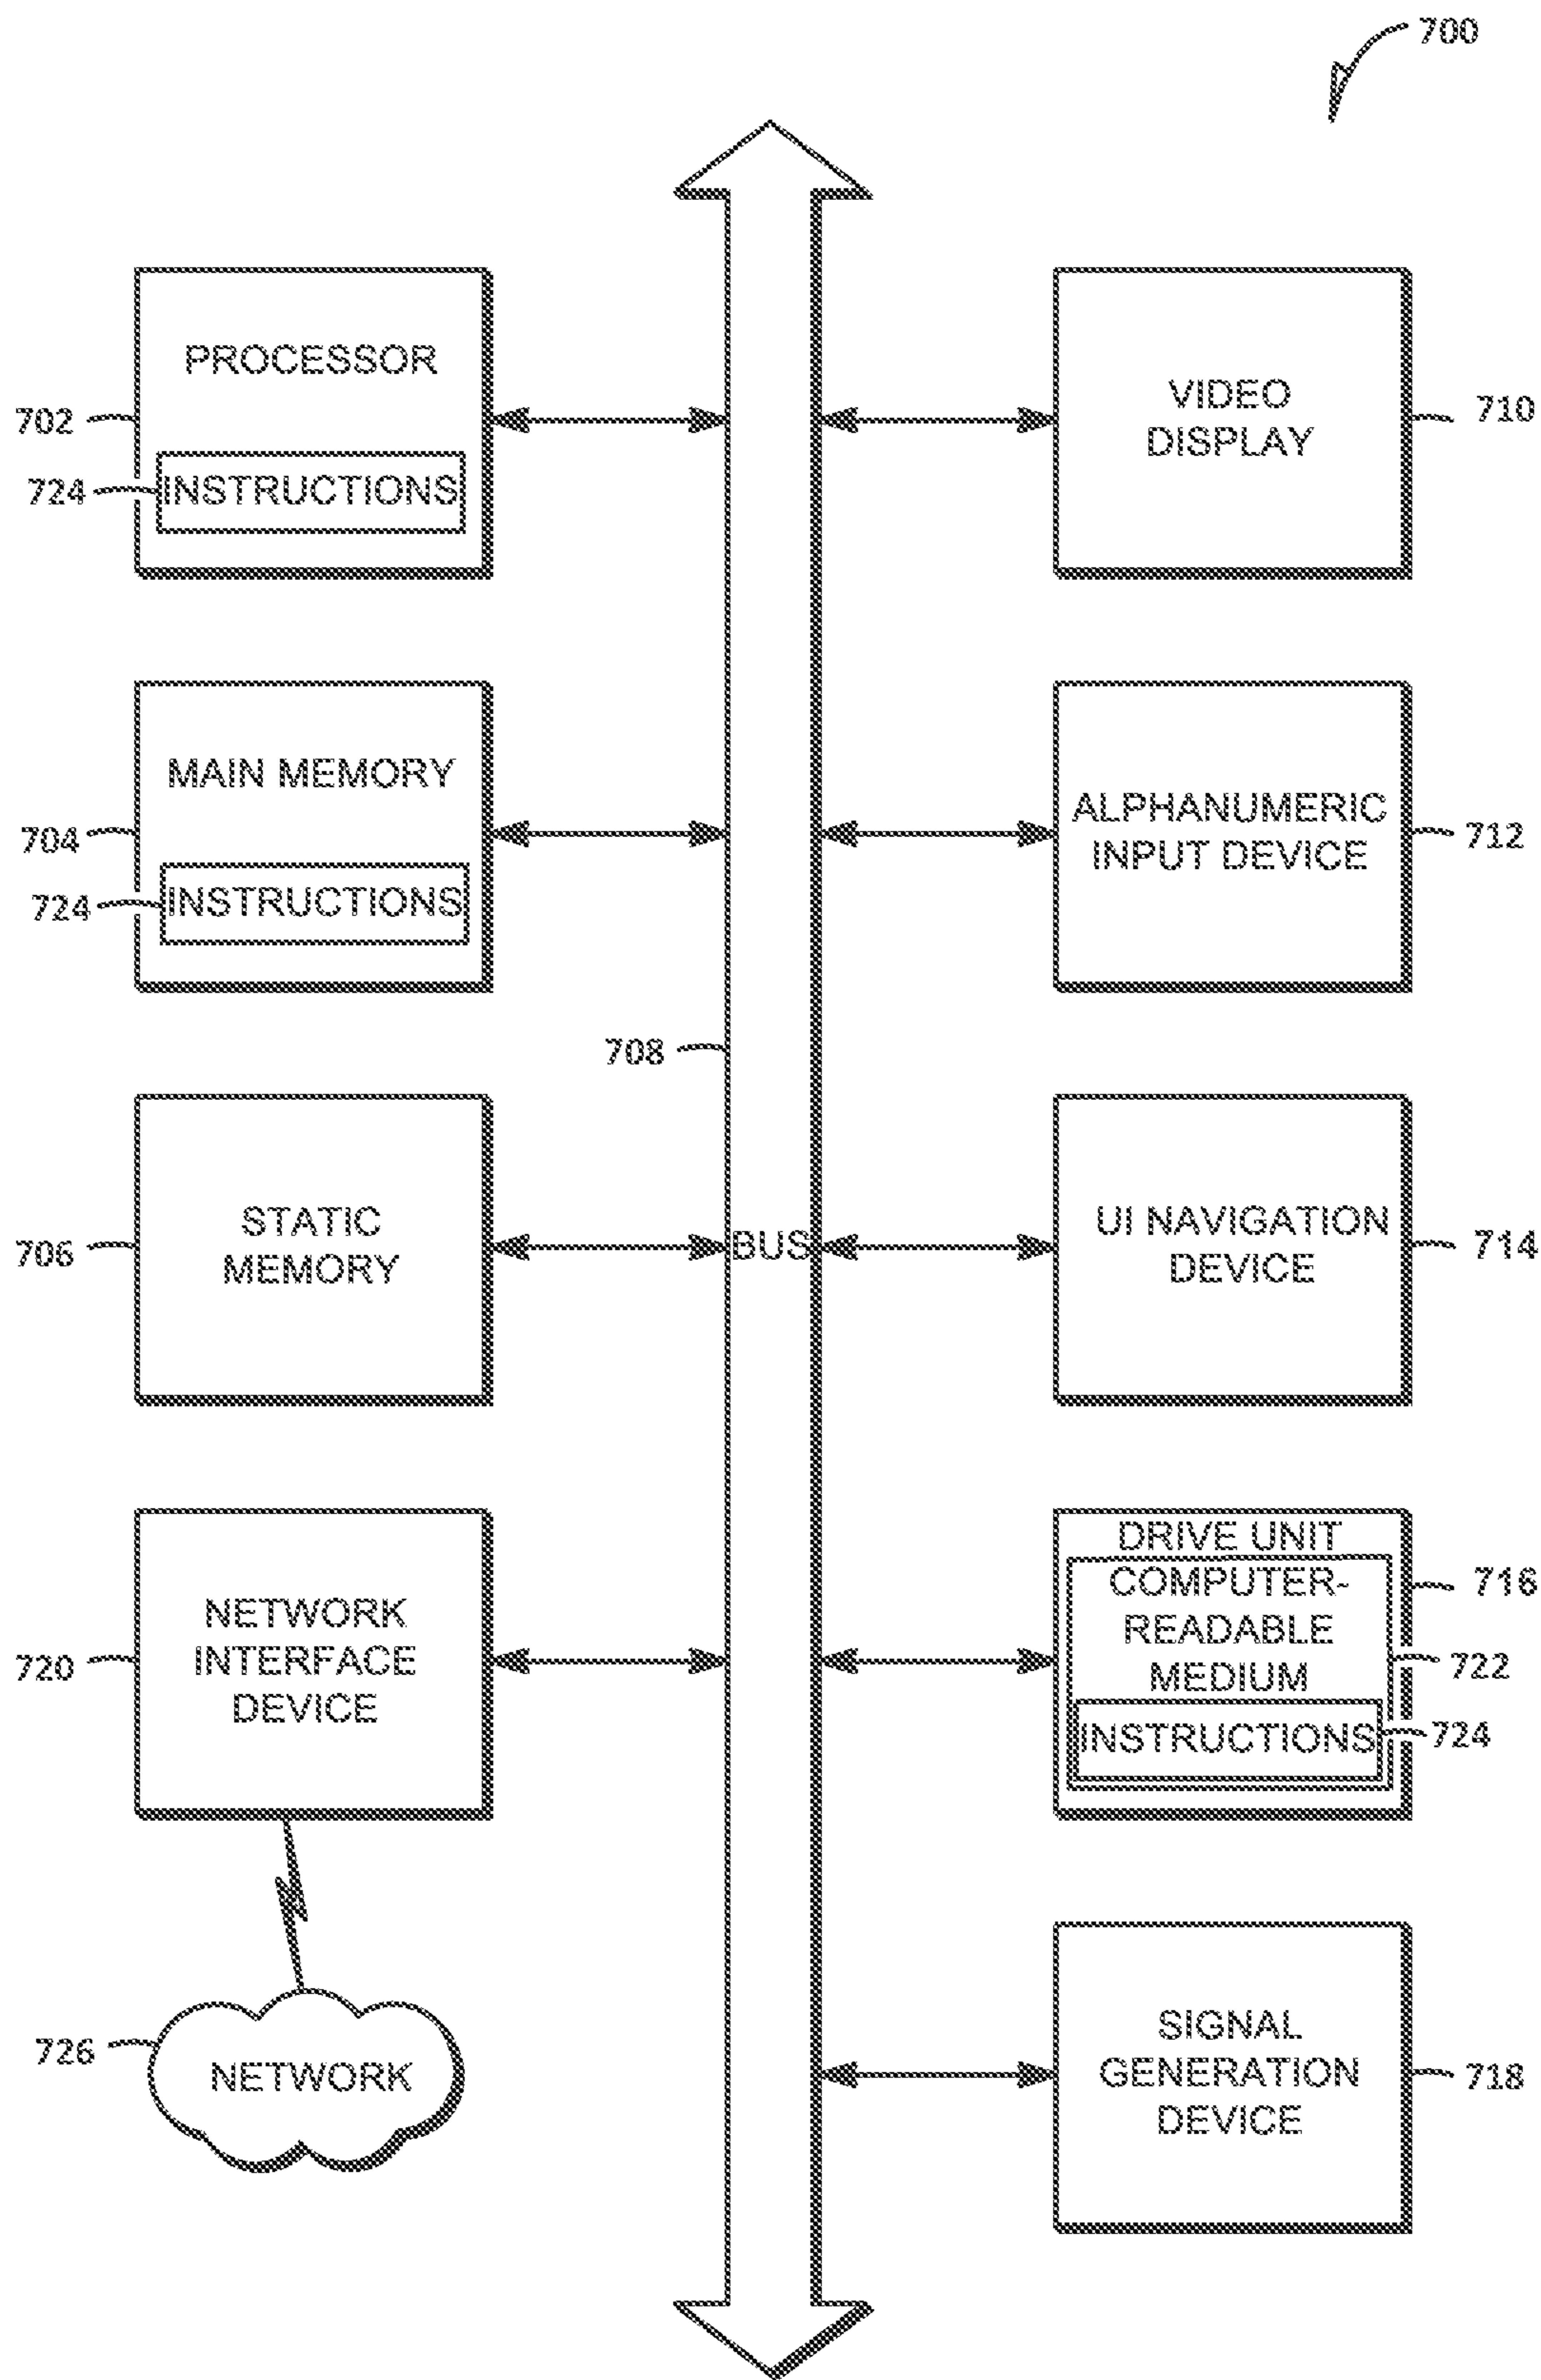 700
PROCESSOR
702
724
INSTRUCTIONS
VIDEO
DISPLAY
710
MAIN MEMORY
704
724
INSTRUCTIONS
ALPHANUMERIC
INPUT DEVICE
712
708
STATIC
MEMORY
706
BUS
UI NAVIGATION
DEVICE
714
NETWORK
INTERFACE
DEVICE
720
DRIVE UNIT
COMPUTER-
READABLE
MEDIUM
INSTRUCTIONS
716
722
724
726
NETWORK
SIGNAL
GENERATION
DEVICE
718